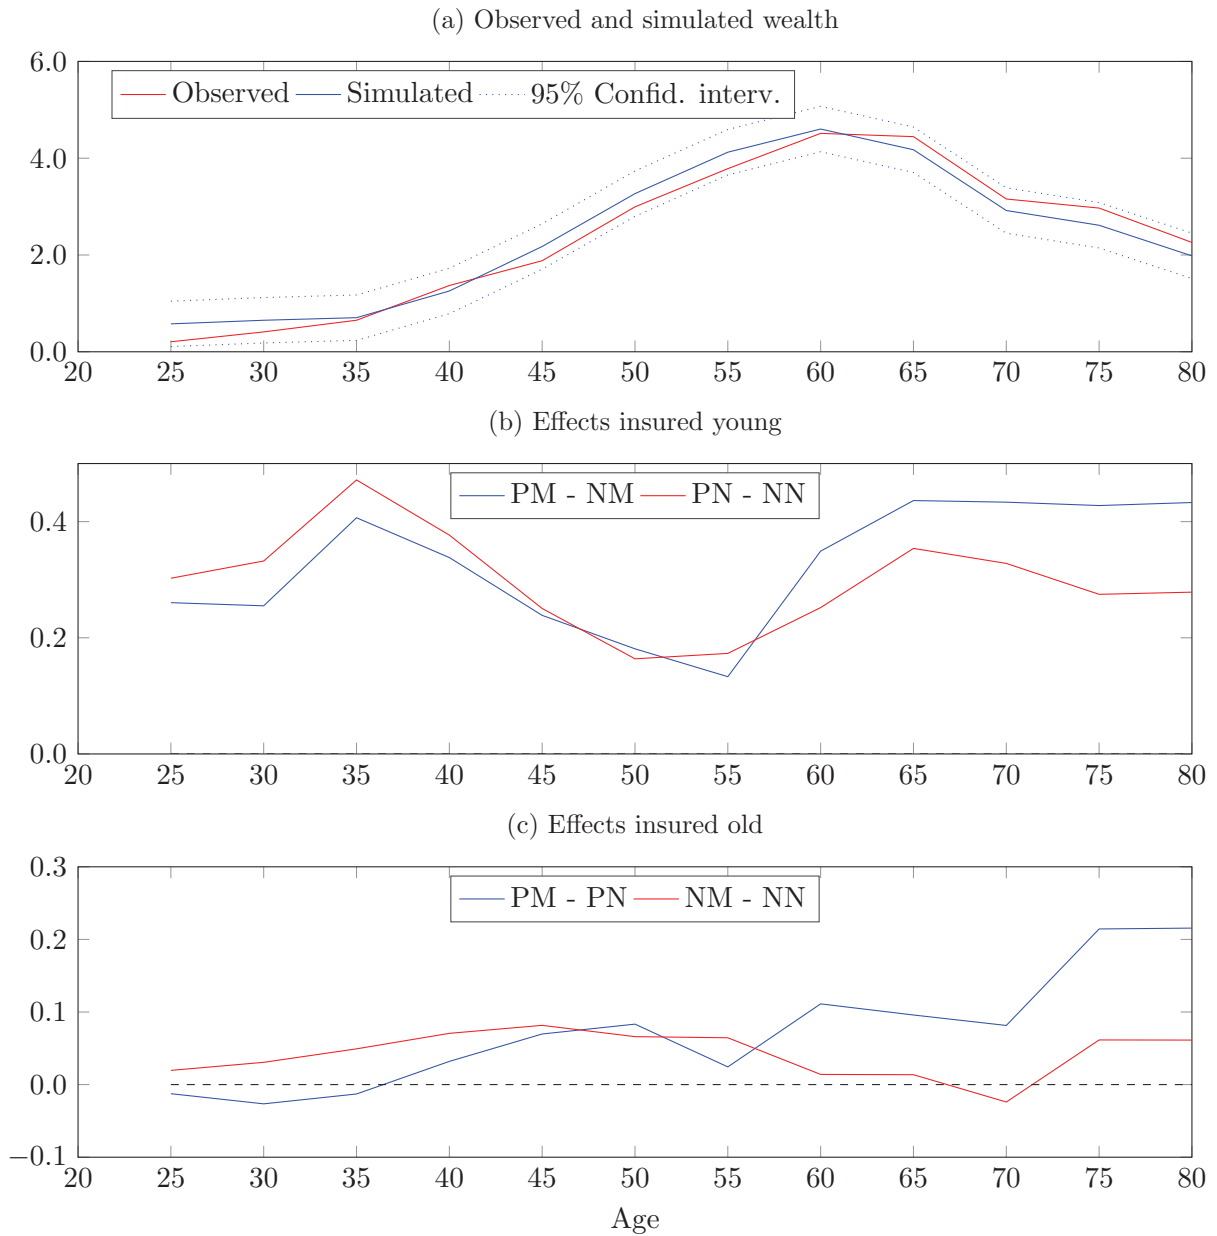 (a) Observed and simulated wealth
6.0
Observed Simulated 95% Confid. interv.
4.0
2.0
0.0
20 25 30 35 40 45 50 55 60 65 70 75 80
(b) Effects insured young
PM - NM PN - NN
0.4
0.2
0.0
20 25 30 35 40 45 50 55 60 65 70 75 80
(c) Effects insured old
0.3
PM - PN NM - NN
0.2
0.1
0.0
−0.1
20 25 30 35 40 45 50 55 60 65 70 75 80
Age